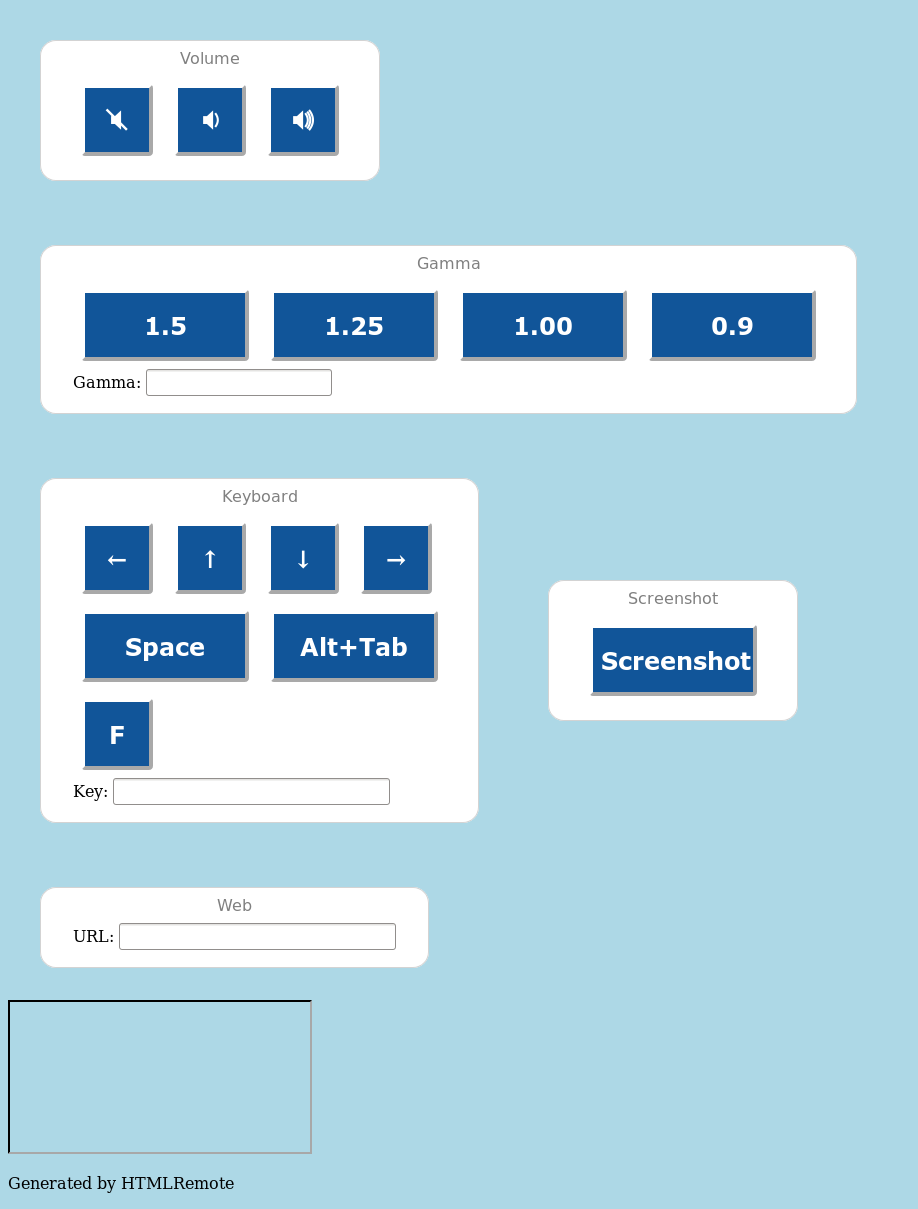 Volume
Gamma
1.5 1.25 1.00 0.9
Gamma:
Keyboard
← ↑ ↓ →
Space Alt+Tab
F
Key:
Screenshot
Screenshot
Web
URL:
Generated by HTMLRemote